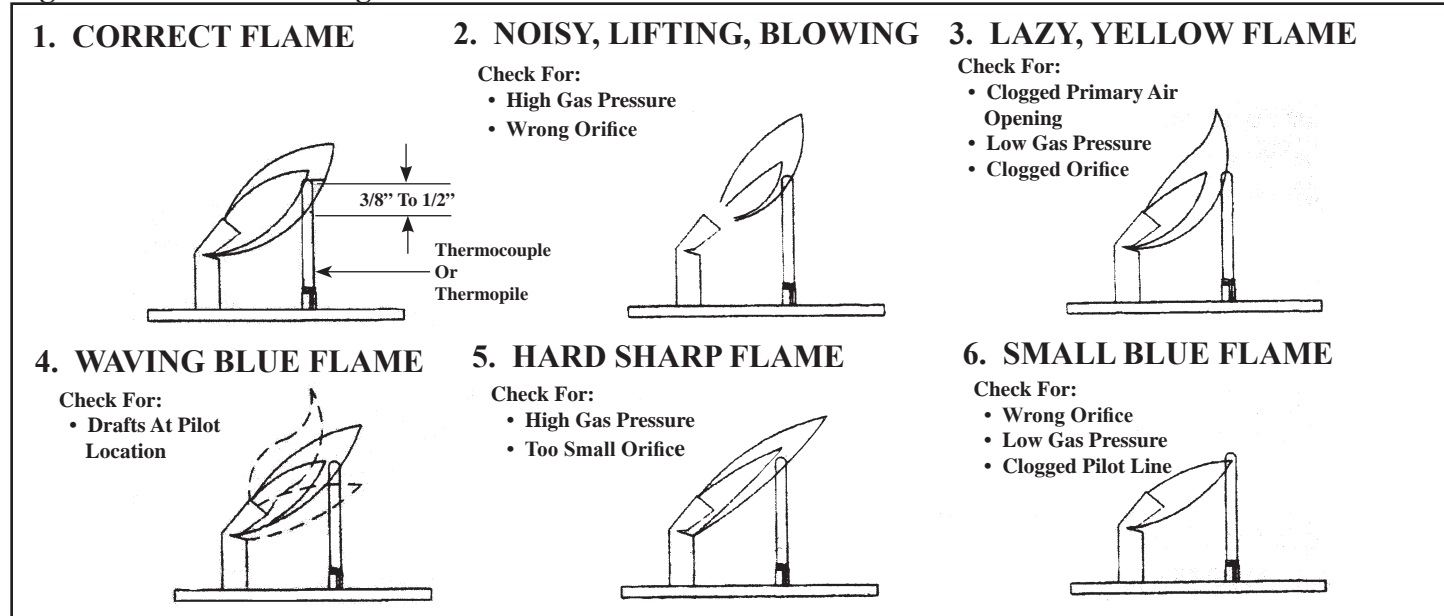 1. CORRECT FLAME
3/8” To 1/2”
Thermocouple
Or
Thermopile
2. NOISY, LIFTING, BLOWING
Check For:
• High Gas Pressure
• Wrong Orifice
3. LAZY, YELLOW FLAME
Check For:
• Clogged Primary Air
Opening
• Low Gas Pressure
• Clogged Orifice
4. WAVING BLUE FLAME
Check For:
• Drafts At Pilot
Location
5. HARD SHARP FLAME
Check For:
• High Gas Pressure
• Too Small Orifice
6. SMALL BLUE FLAME
Check For:
• Wrong Orifice
• Low Gas Pressure
• Clogged Pilot Line